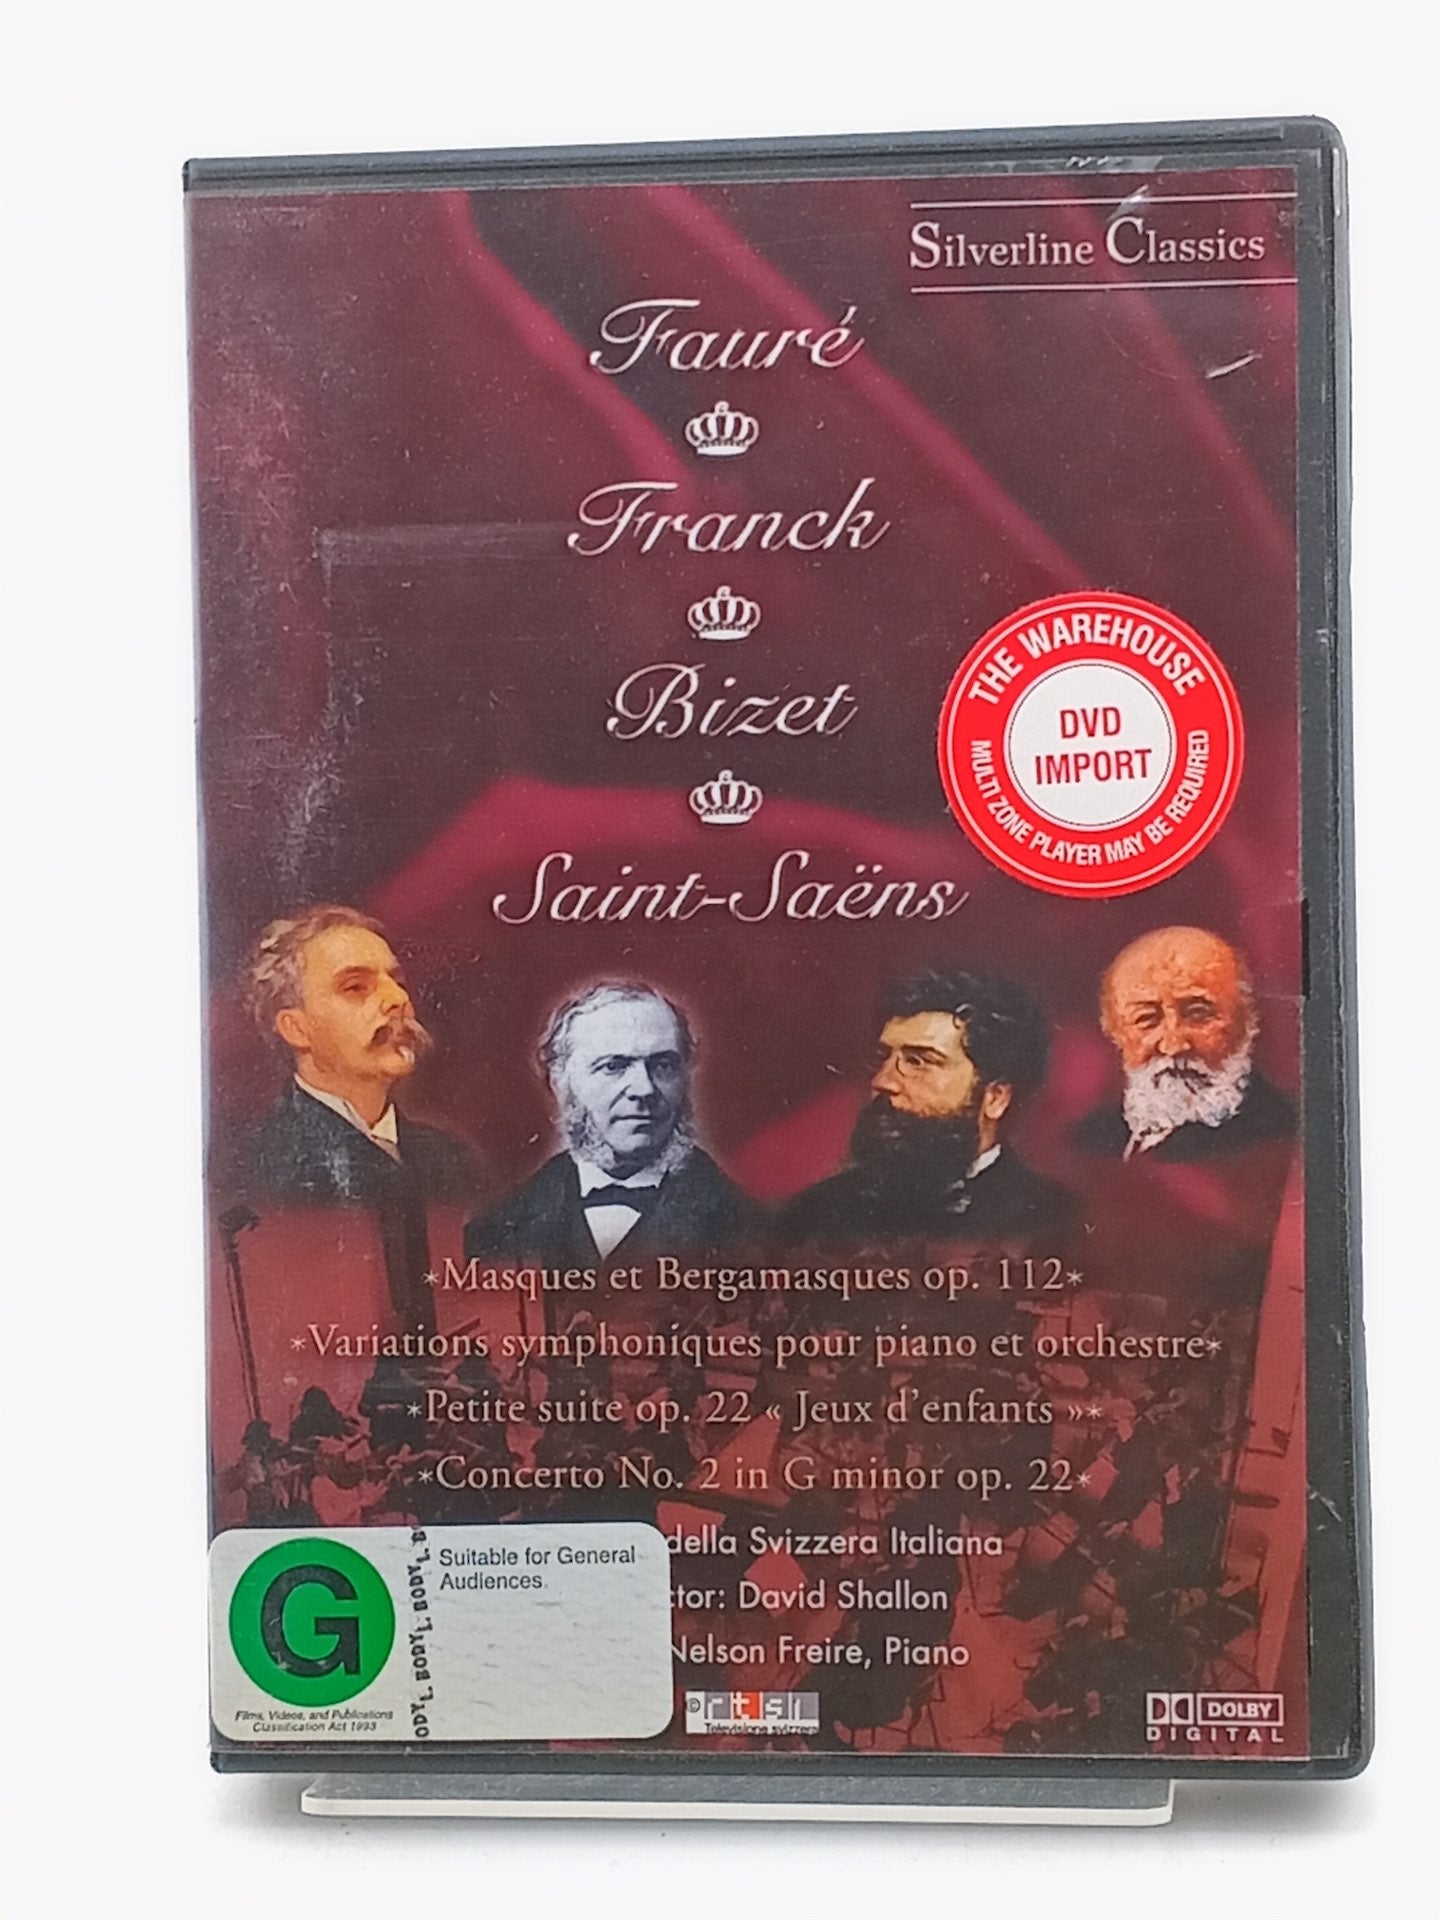 Silverline Classics
Fauré
Franck
Bizet
Saint-Saëns
THE WAREHOUSE
DVD
IMPORT
MULTI ZONE PLAYER MAY BE REQUIRED
*Masques et Bergamasques op. 112*
*Variations symphoniques pour piano et orchestre*
*Petite suite op. 22 « Jeux d'enfants »*
*Concerto No. 2 in G minor op. 22*
della Svizzera Italiana
ctor: David Shallon
Nelson Freire, Piano
G
Suitable for General
Audiences.
Films, Videos, and Publications
Classification Act 1993
© rtsi
Televisione svizzera
DOLBY
DIGITAL